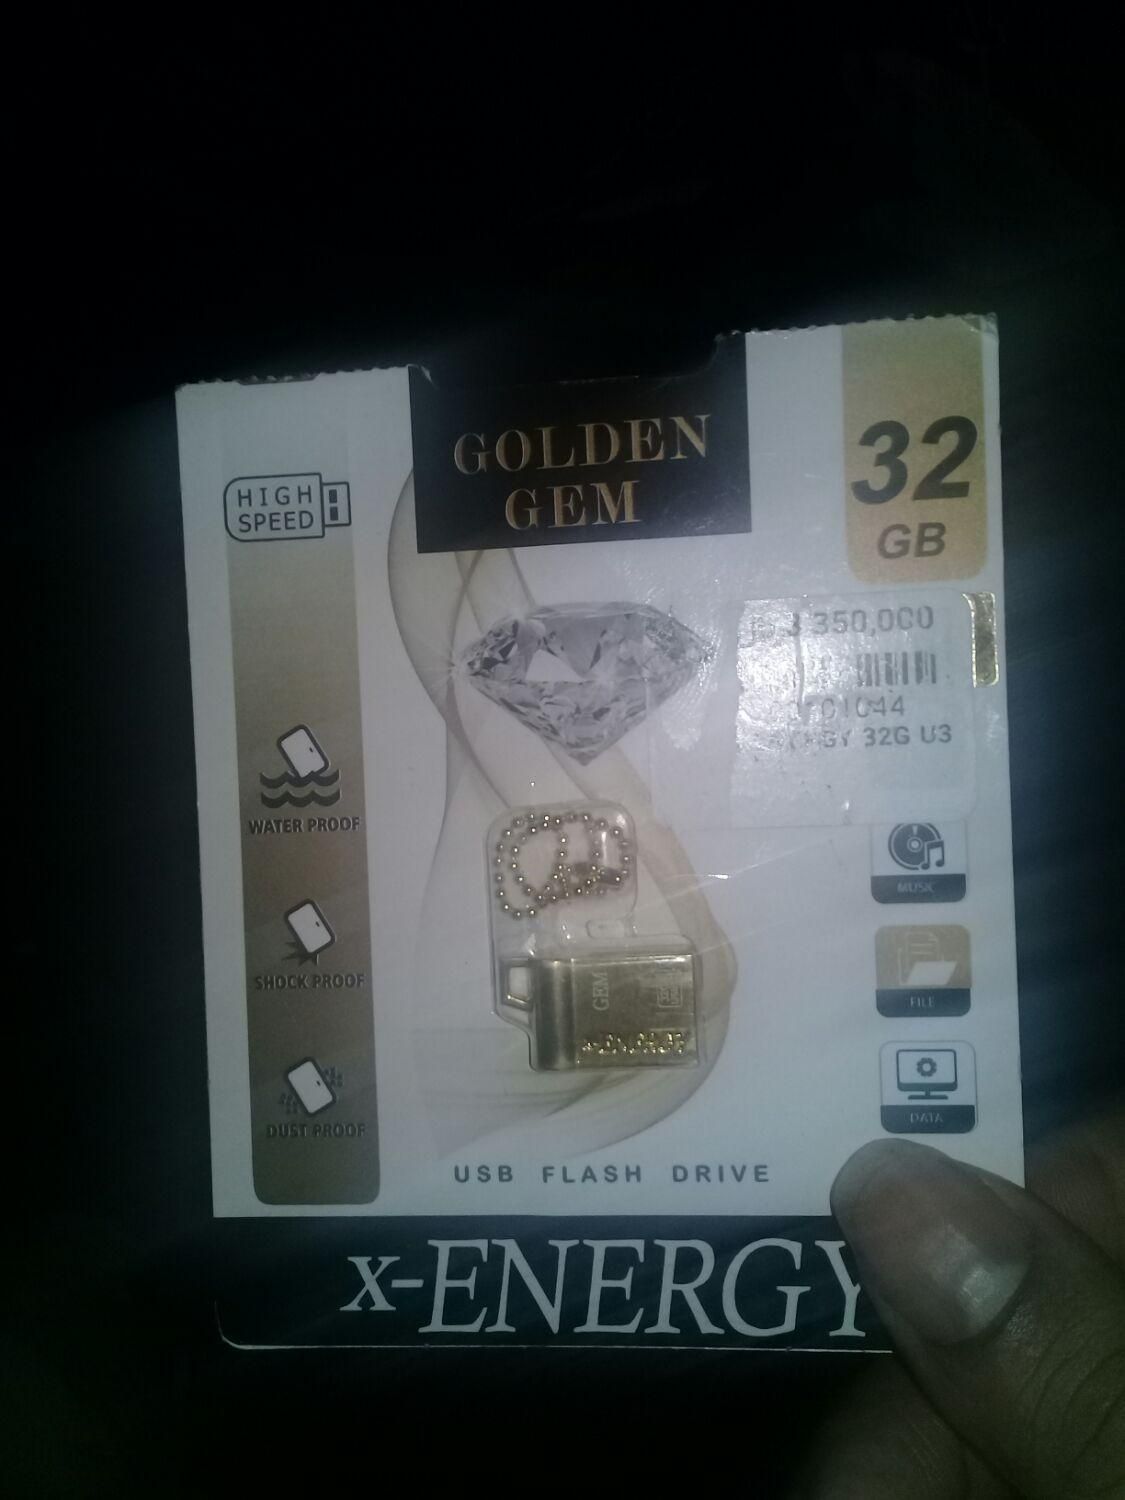 GOLDEN
GEM
32
GB
HIGH
SPEED
350,000
32G U3
WATER PROOF
MUSIC
SHOCK PROOF
GEM
FILE
x-ENERGY
DATA
DUST PROOF
USB FLASH DRIVE
x-ENERGY